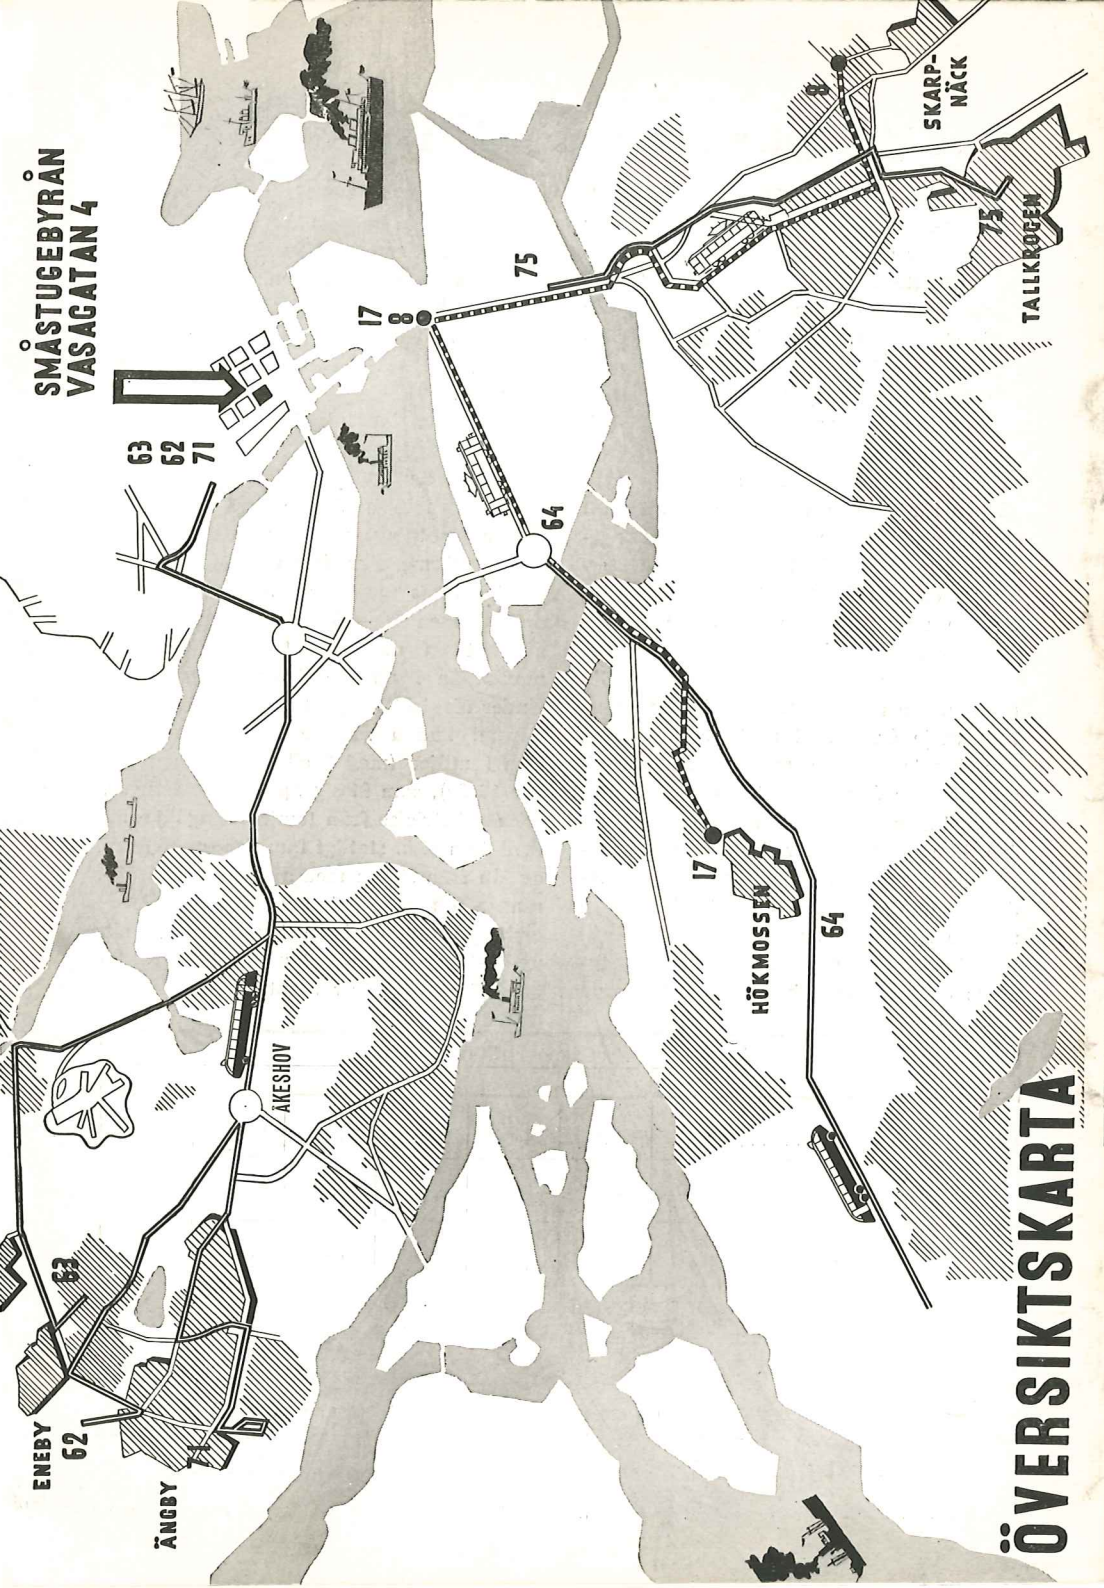 SMÅSTUGEBYRÅN
VASAGATAN 4
63
62
71
17
8
75
64
8
SKARP-
NÄCK
75
TALLKROGEN
17
HÖKMOSSEN
64
ÅKESHOV
63
ENEBY
62
ÄNGBY
71
ÖVERSIKTSKARTA